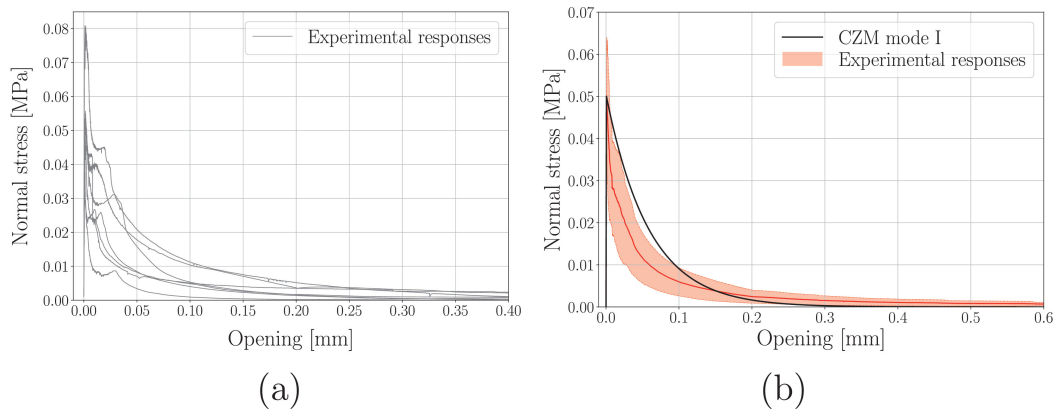 Experimental responses
0.08
0.07
0.06
0.05
0.04
0.03
0.02
0.01
0.00
Normal stress [MPa]
0.00 0.05 0.10 0.15 0.20 0.25 0.30 0.35 0.40
Opening [mm]
(a)
CZM mode I
Experimental responses
0.07
0.06
0.05
0.04
0.03
0.02
0.01
0.00
Normal stress [MPa]
0.0 0.1 0.2 0.3 0.4 0.5 0.6
Opening [mm]
(b)